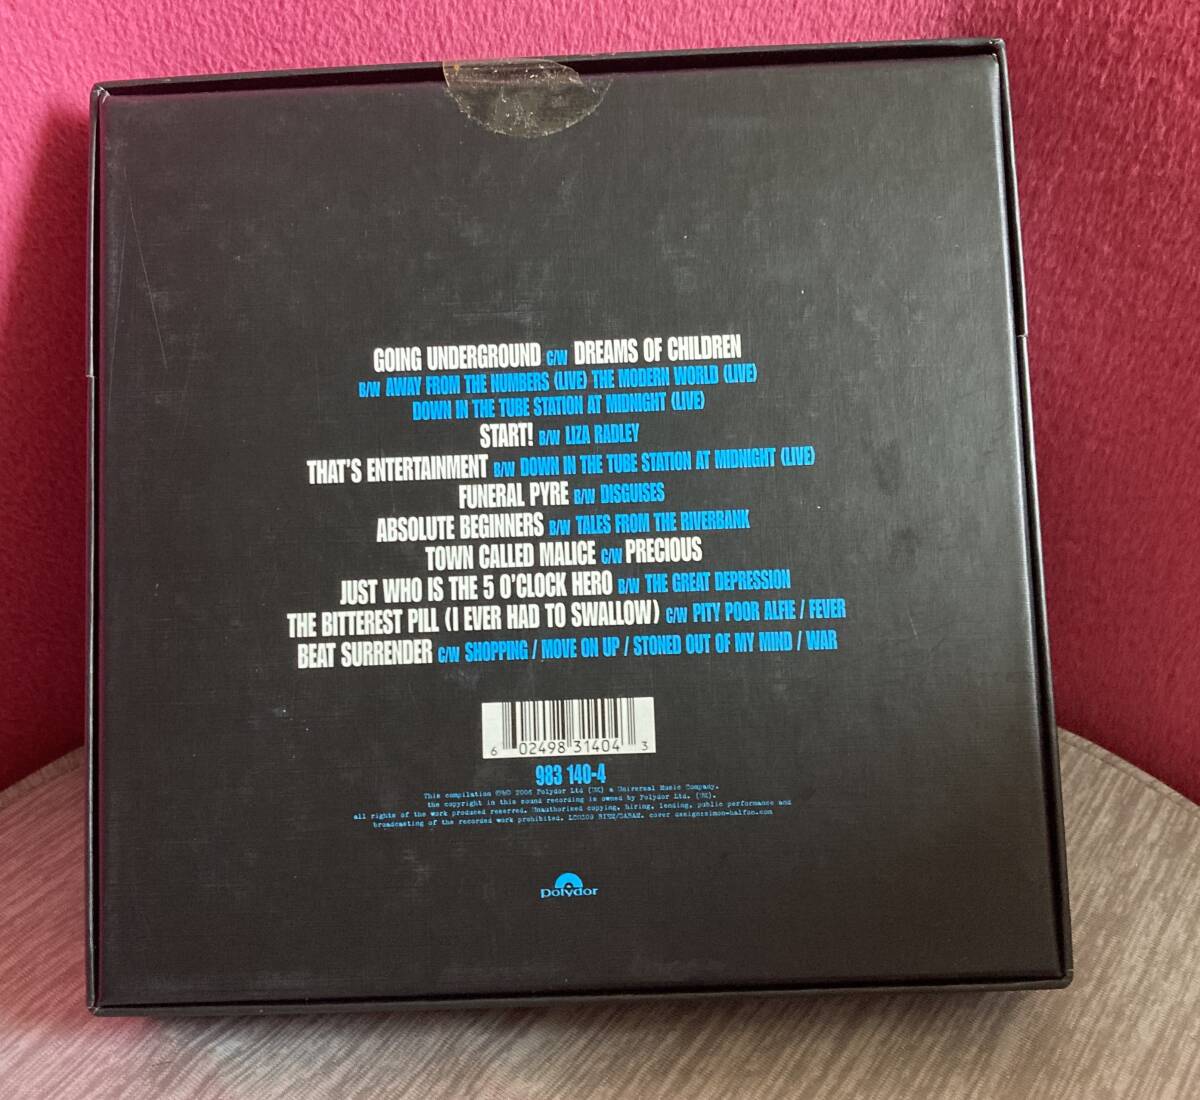 GOING UNDERGROUND C/W DREAMS OF CHILDREN
B/W AWAY FROM THE NUMBERS (LIVE) THE MODERN WORLD (LIVE)
DOWN IN THE TUBE STATION AT MIDNIGHT (LIVE)
START! B/W LIZA RADLEY
THAT'S ENTERTAINMENT B/W DOWN IN THE TUBE STATION AT MIDNIGHT (LIVE)
FUNERAL PYRE B/W DISGUISES
ABSOLUTE BEGINNERS B/W TALES FROM THE RIVERBANK
TOWN CALLED MALICE C/W PRECIOUS
JUST WHO IS THE 5 O'CLOCK HERO B/W THE GREAT DEPRESSION
THE BITTEREST PILL (I EVER HAD TO SWALLOW) C/W PITY POOR ALFIE / FEVER
BEAT SURRENDER C/W SHOPPING / MOVE ON UP / STONED OUT OF MY MIND / WAR
6 02498 31404 3
983 140-4
This compilation ℗© Polydor Ltd (UK) a Universal Music Company.
the copyright in this sound recording is owned by Polydor Ltd. (UK).
all rights of the work produced reserved. Unauthorized copying, hiring, lending, public performance and
broadcasting of the recorded work prohibited. cover design:simon-halfon.com
polydor